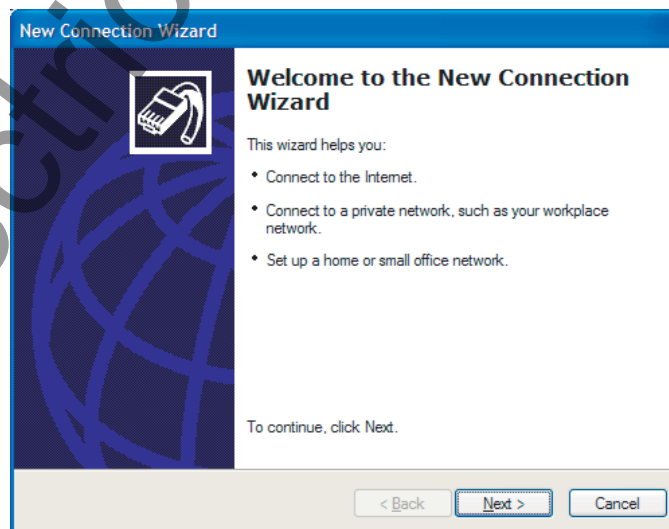 New Connection Wizard
Welcome to the New Connection
Wizard
This wizard helps you:
• Connect to the Internet.
• Connect to a private network, such as your workplace
network.
• Set up a home or small office network.
To continue, click Next.
< Back
Next >
Cancel